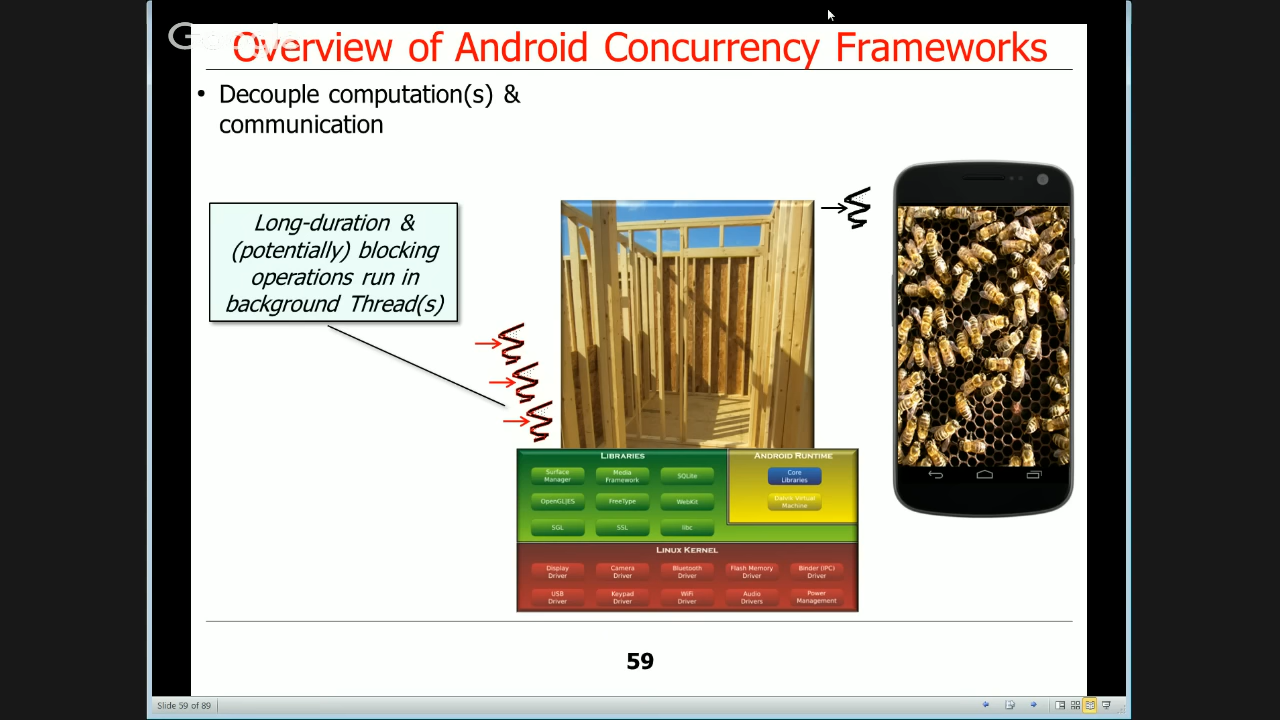 Google
Overview of Android Concurrency Frameworks
• Decouple computation(s) &
communication
Long-duration &
(potentially) blocking
operations run in
background Thread(s)
LIBRARIES
Surface
Manager
Media
Framework
SQLite
OpenGL|ES
FreeType
WebKit
SGL
SSL
libc
ANDROID RUNTIME
Core
Libraries
Dalvik Virtual
Machine
LINUX KERNEL
Display
Driver
Camera
Driver
Bluetooth
Driver
Flash Memory
Driver
Binder (IPC)
Driver
USB
Driver
Keypad
Driver
WiFi
Driver
Audio
Drivers
Power
Management
59
Slide 59 of 89